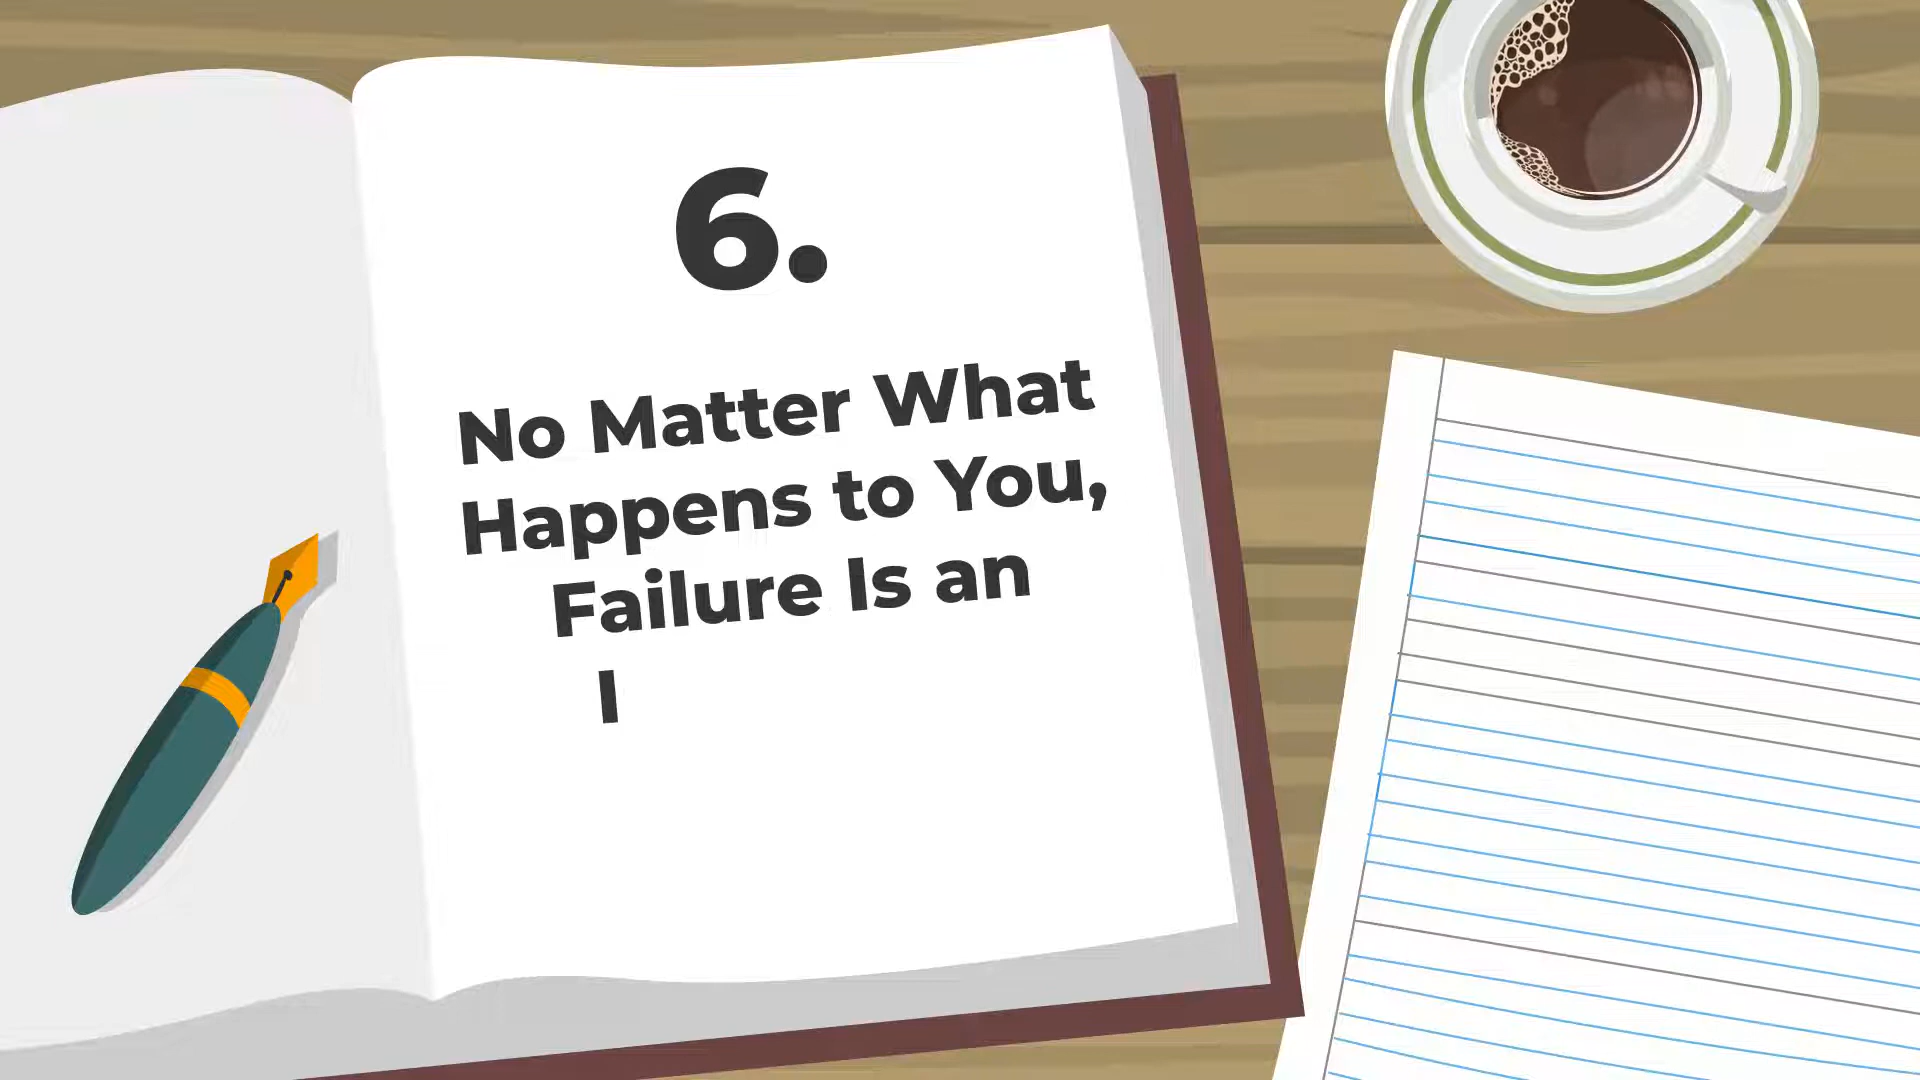 6.
No Matter What
Happens to You,
Failure Is an
I